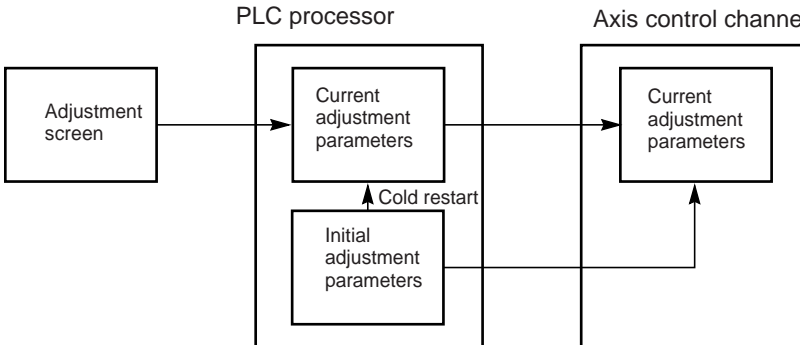 PLC processor
Axis control channe
Adjustment
screen
Current
adjustment
parameters
Current
adjustment
parameters
Cold restart
Initial
adjustment
parameters